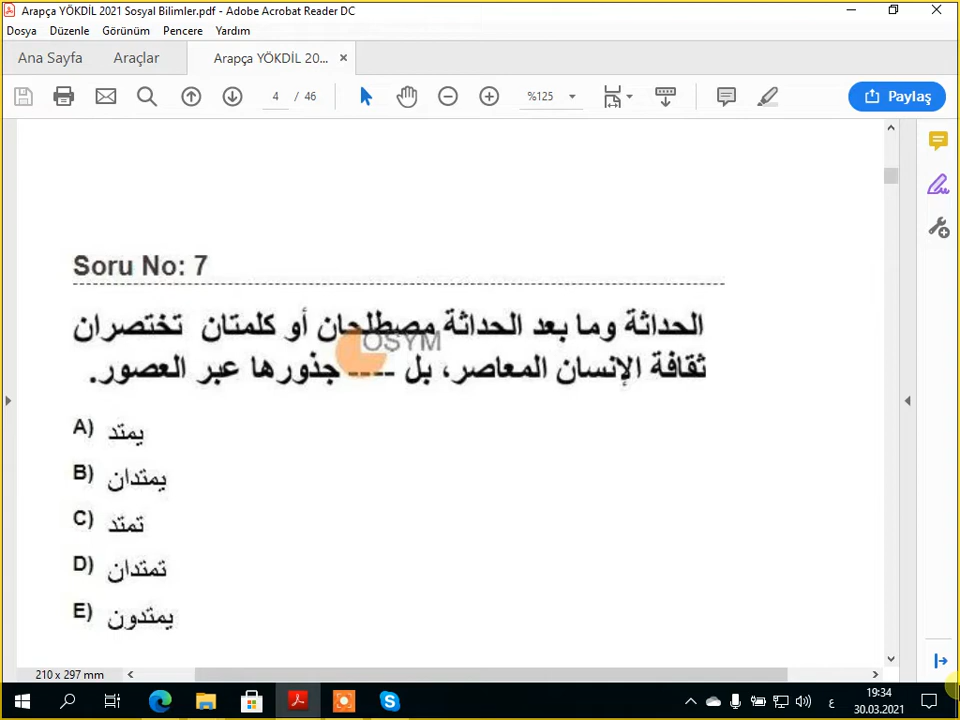 Arapça YÖKDİL 2021 Sosyal Bilimler.pdf - Adobe Acrobat Reader DC
Dosya Düzenle Görünüm Pencere Yardım
Ana Sayfa Araçlar Arapça YÖKDİL 20...
4 / 46 %125 Paylaş
Soru No: 7
الحداثة وما بعد الحداثة مصطلحان أو كلمتان تختصران
ثقافة الإنسان المعاصر، بل ---- جذورها عبر العصور.
OSYM
A) يمتد
B) يمتدان
C) تمتد
D) تمتدان
E) يمتدون
210 x 297 mm
ع 19:34
30.03.2021